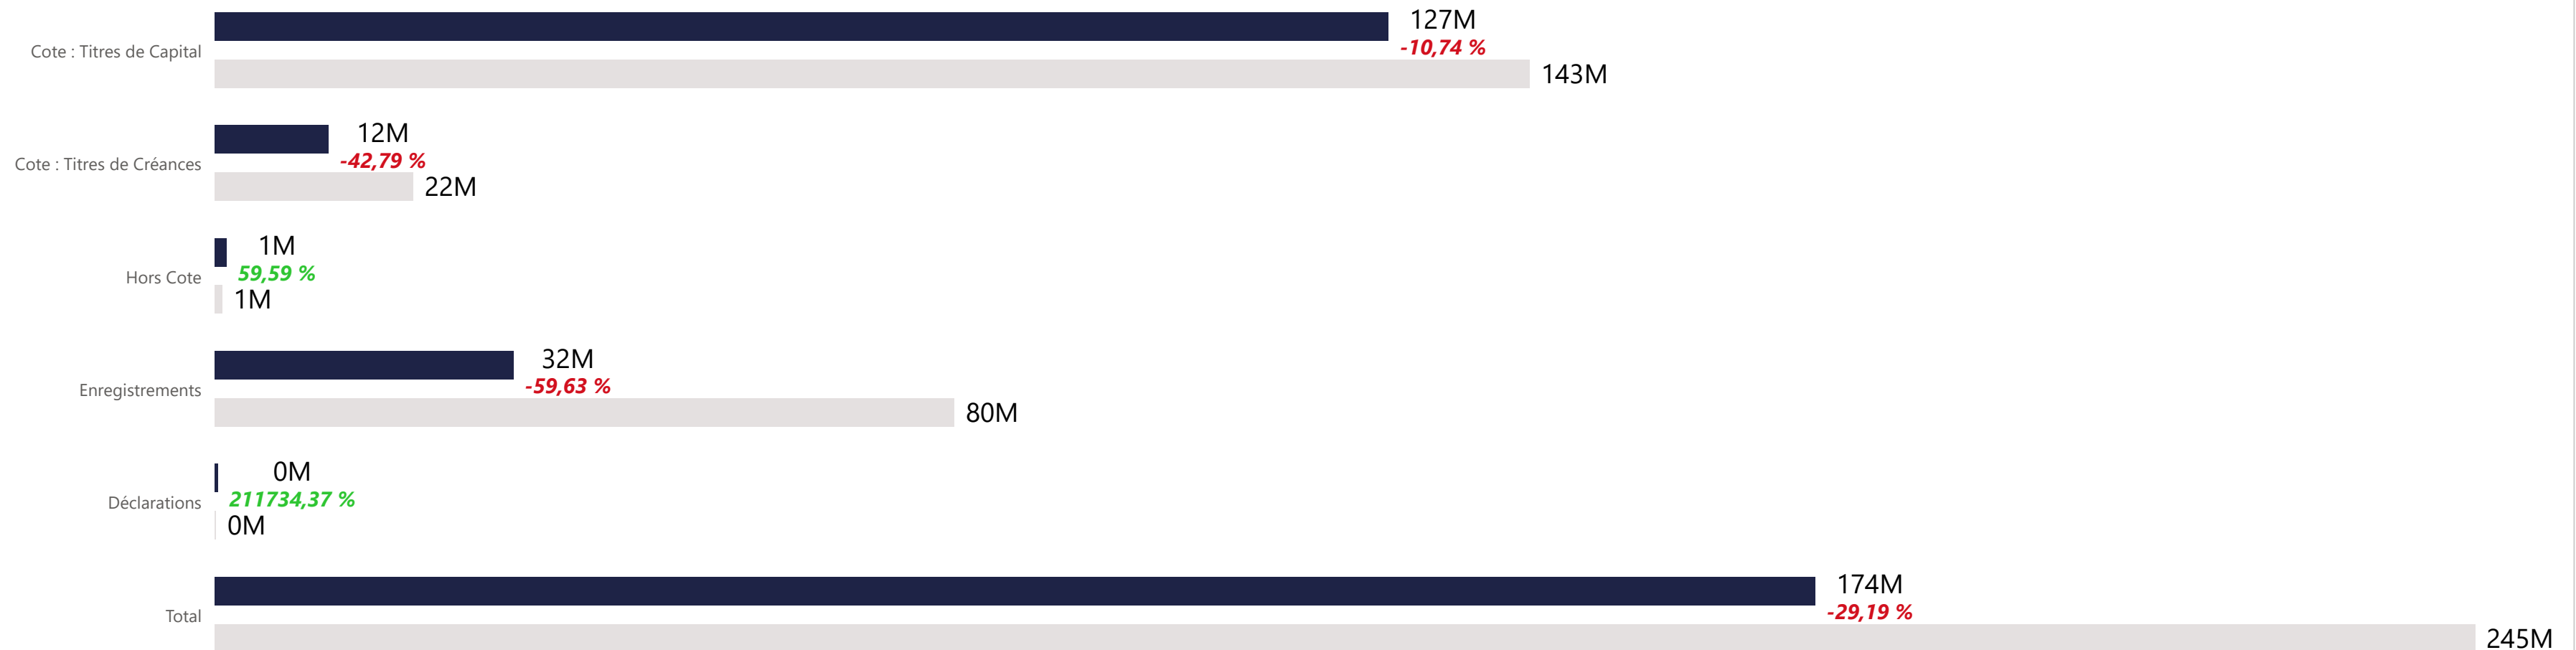 127M
-10,74 %
Cote : Titres de Capital
143M
12M
-42,79 %
Cote : Titres de Créances
22M
1M
59,59 %
Hors Cote
1M
32M
-59,63 %
Enregistrements
80M
0M
211734,37 %
Déclarations
0M
174M
-29,19 %
Total
245M